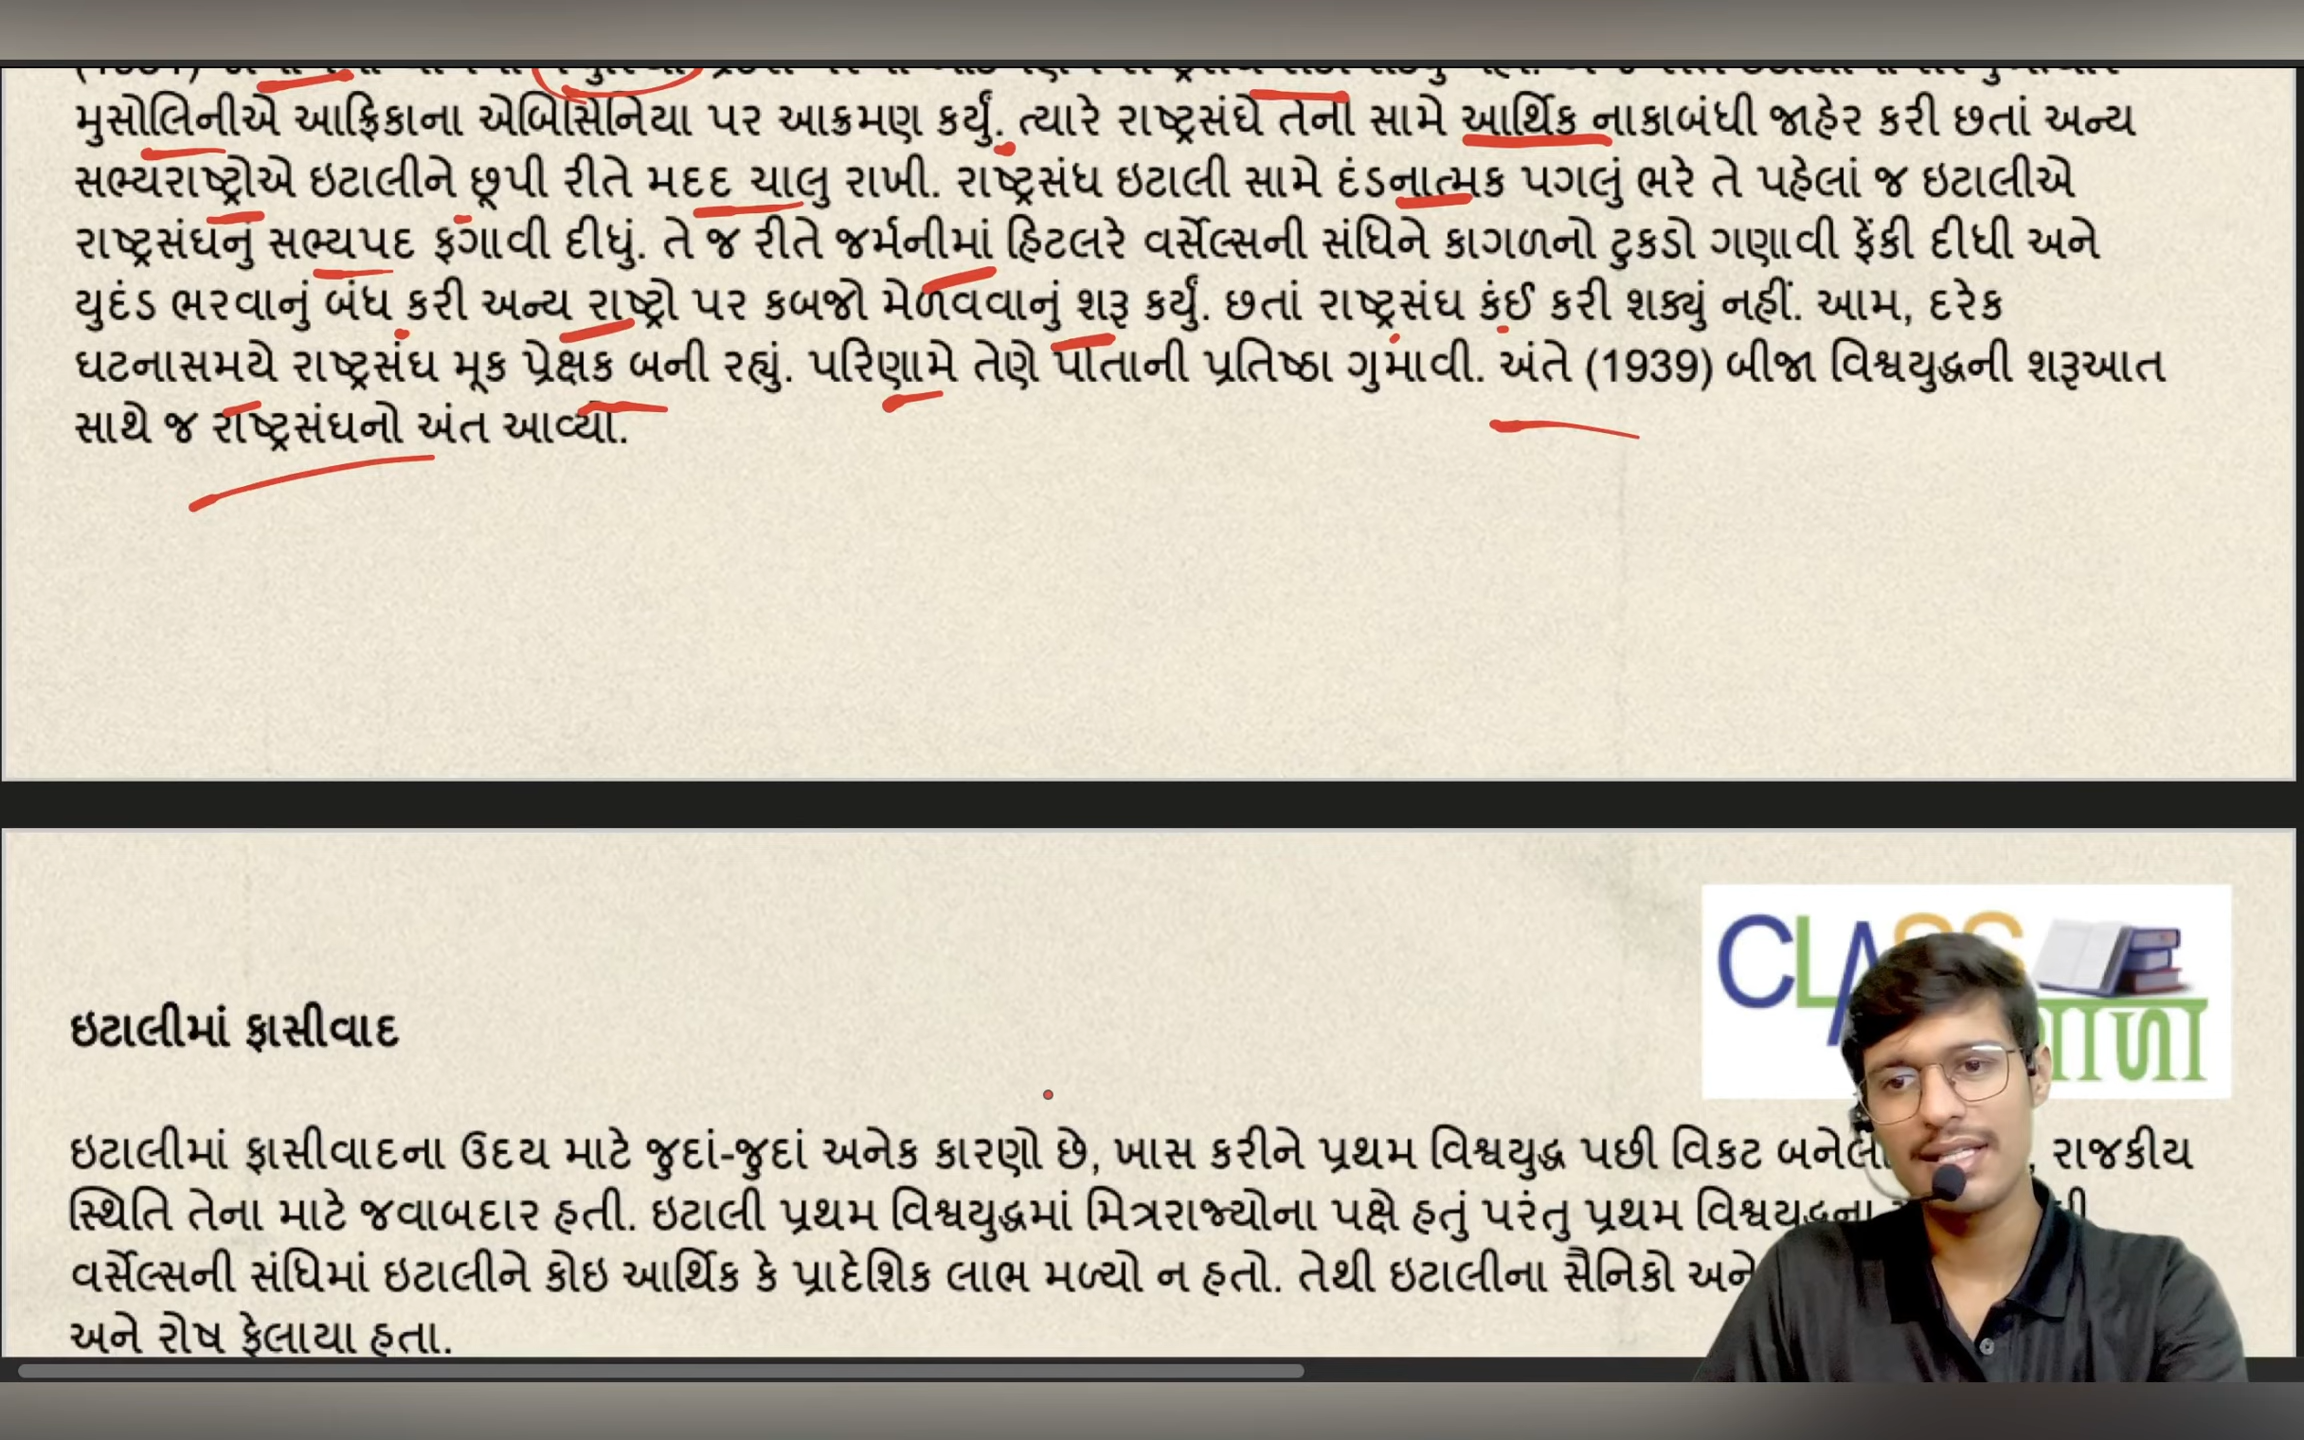 મુસોલિનીએ આફ્રિકાના એબિસિનિયા પર આક્રમણ કર્યું. ત્યારે રાષ્ટ્રસંઘે તેની સામે આર્થિક નાકાબંધી જાહેર કરી છતાં અન્ય
સભ્યરાષ્ટ્રોએ ઇટાલીને છૂપી રીતે મદદ ચાલુ રાખી. રાષ્ટ્રસંધ ઇટાલી સામે દંડનાત્મક પગલું ભરે તે પહેલાં જ ઇટાલીએ
રાષ્ટ્રસંઘનું સભ્યપદ ફગાવી દીધું. તે જ રીતે જર્મનીમાં હિટલરે વર્સેલ્સની સંધિને કાગળનો ટુકડો ગણાવી ફેંકી દીધી અને
યુદંડ ભરવાનું બંધ કરી અન્ય રાષ્ટ્રો પર કબજો મેળવવાનું શરૂ કર્યું. છતાં રાષ્ટ્રસંઘ કંઈ કરી શક્યું નહીં. આમ, દરેક
ઘટનાસમયે રાષ્ટ્રસંઘ મૂક પ્રેક્ષક બની રહ્યું. પરિણામે તેણે પોતાની પ્રતિષ્ઠા ગુમાવી. અંતે (1939) બીજા વિશ્વયુદ્ધની શરૂઆત
સાથે જ રાષ્ટ્રસંઘનો અંત આવ્યો.
ઇટાલીમાં ફાસીવાદ
ઇટાલીમાં ફાસીવાદના ઉદય માટે જુદાં-જુદાં અનેક કારણો છે, ખાસ કરીને પ્રથમ વિશ્વયુદ્ધ પછી વિકટ બનેલી રાજકીય
સ્થિતિ તેના માટે જવાબદાર હતી. ઇટાલી પ્રથમ વિશ્વયુદ્ધમાં મિત્રરાજ્યોના પક્ષે હતું પરંતુ પ્રથમ વિશ્વયુદ્ધના
વર્સેલ્સની સંધિમાં ઇટાલીને કોઇ આર્થિક કે પ્રાદેશિક લાભ મળ્યો ન હતો. તેથી ઇટાલીના સૈનિકો અને
અને રોષ ફેલાયા હતા.